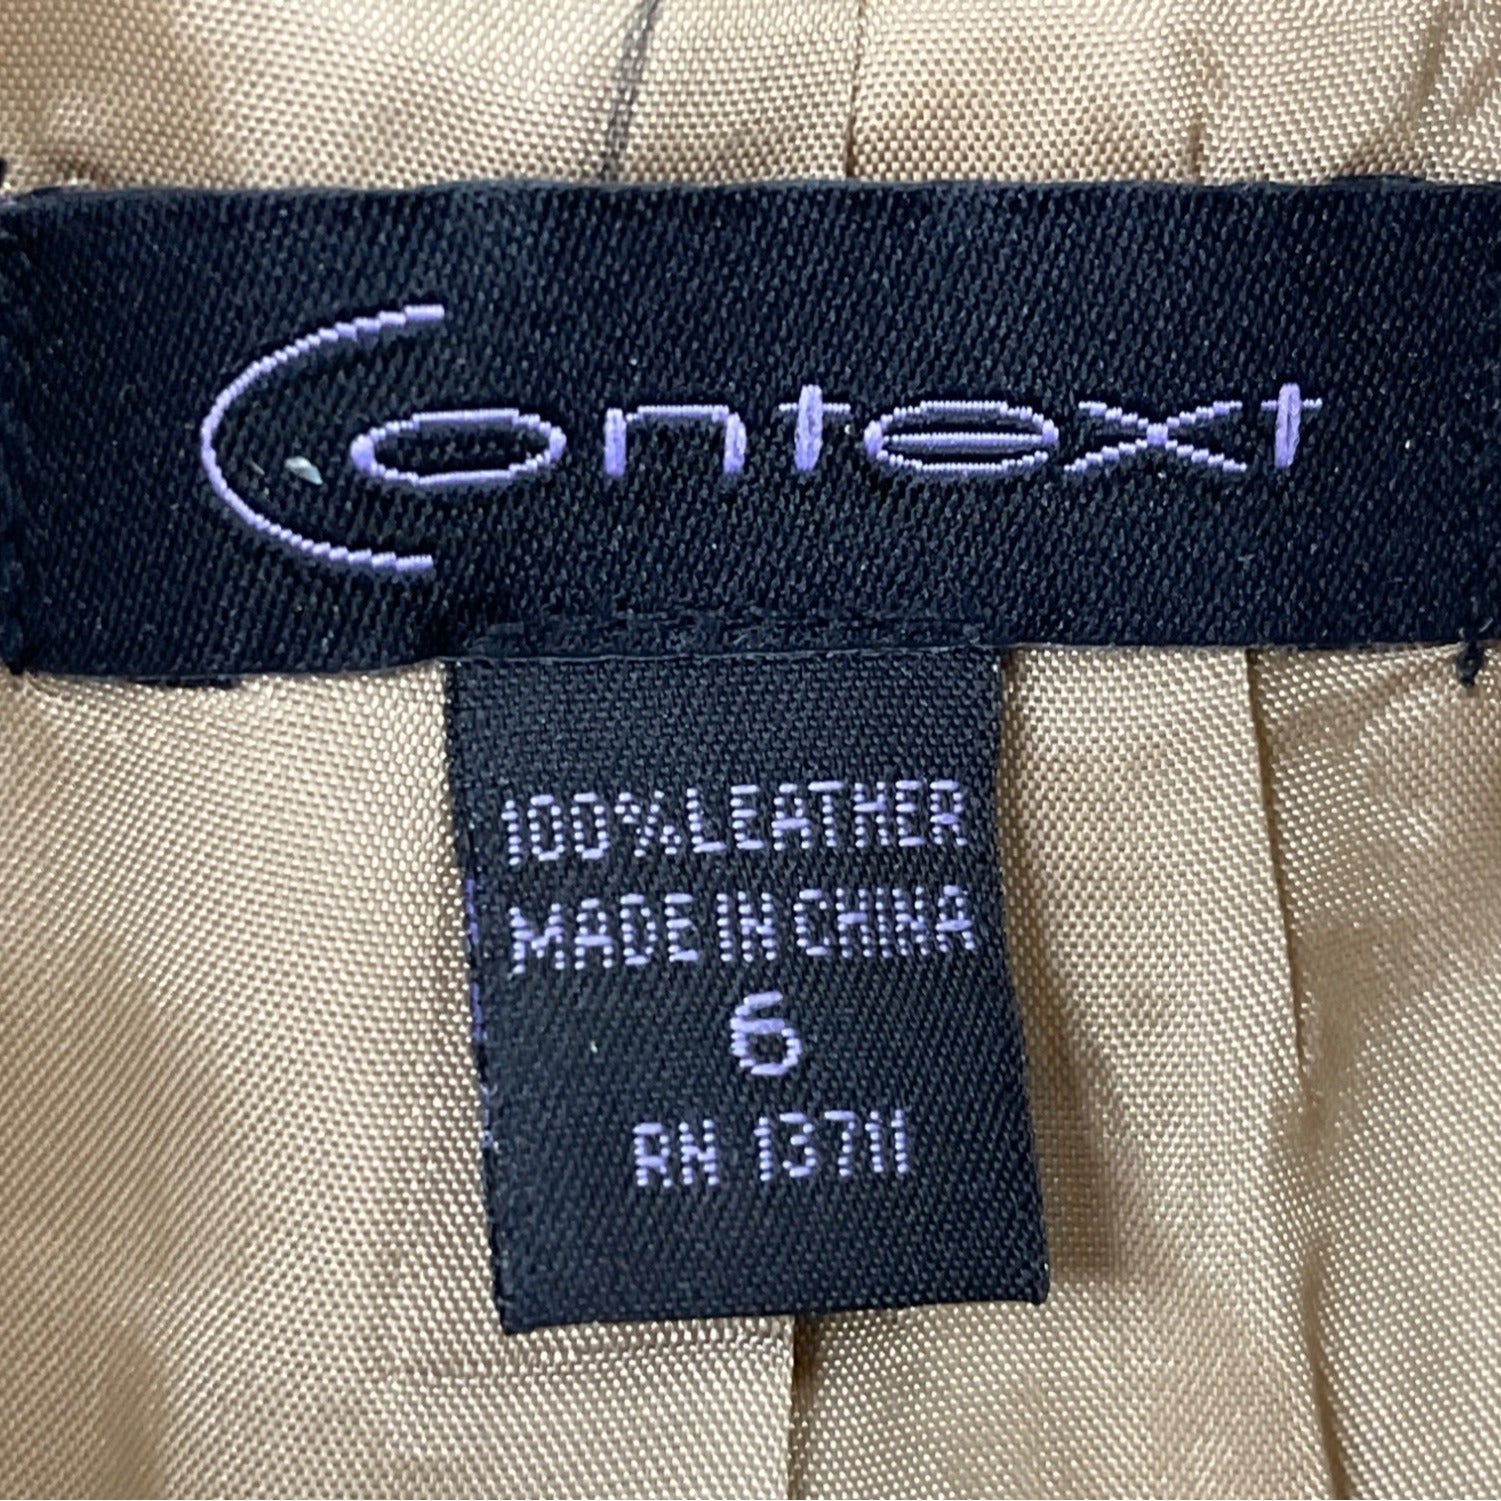 Context
100% LEATHER
MADE IN CHINA
6
RN 13711